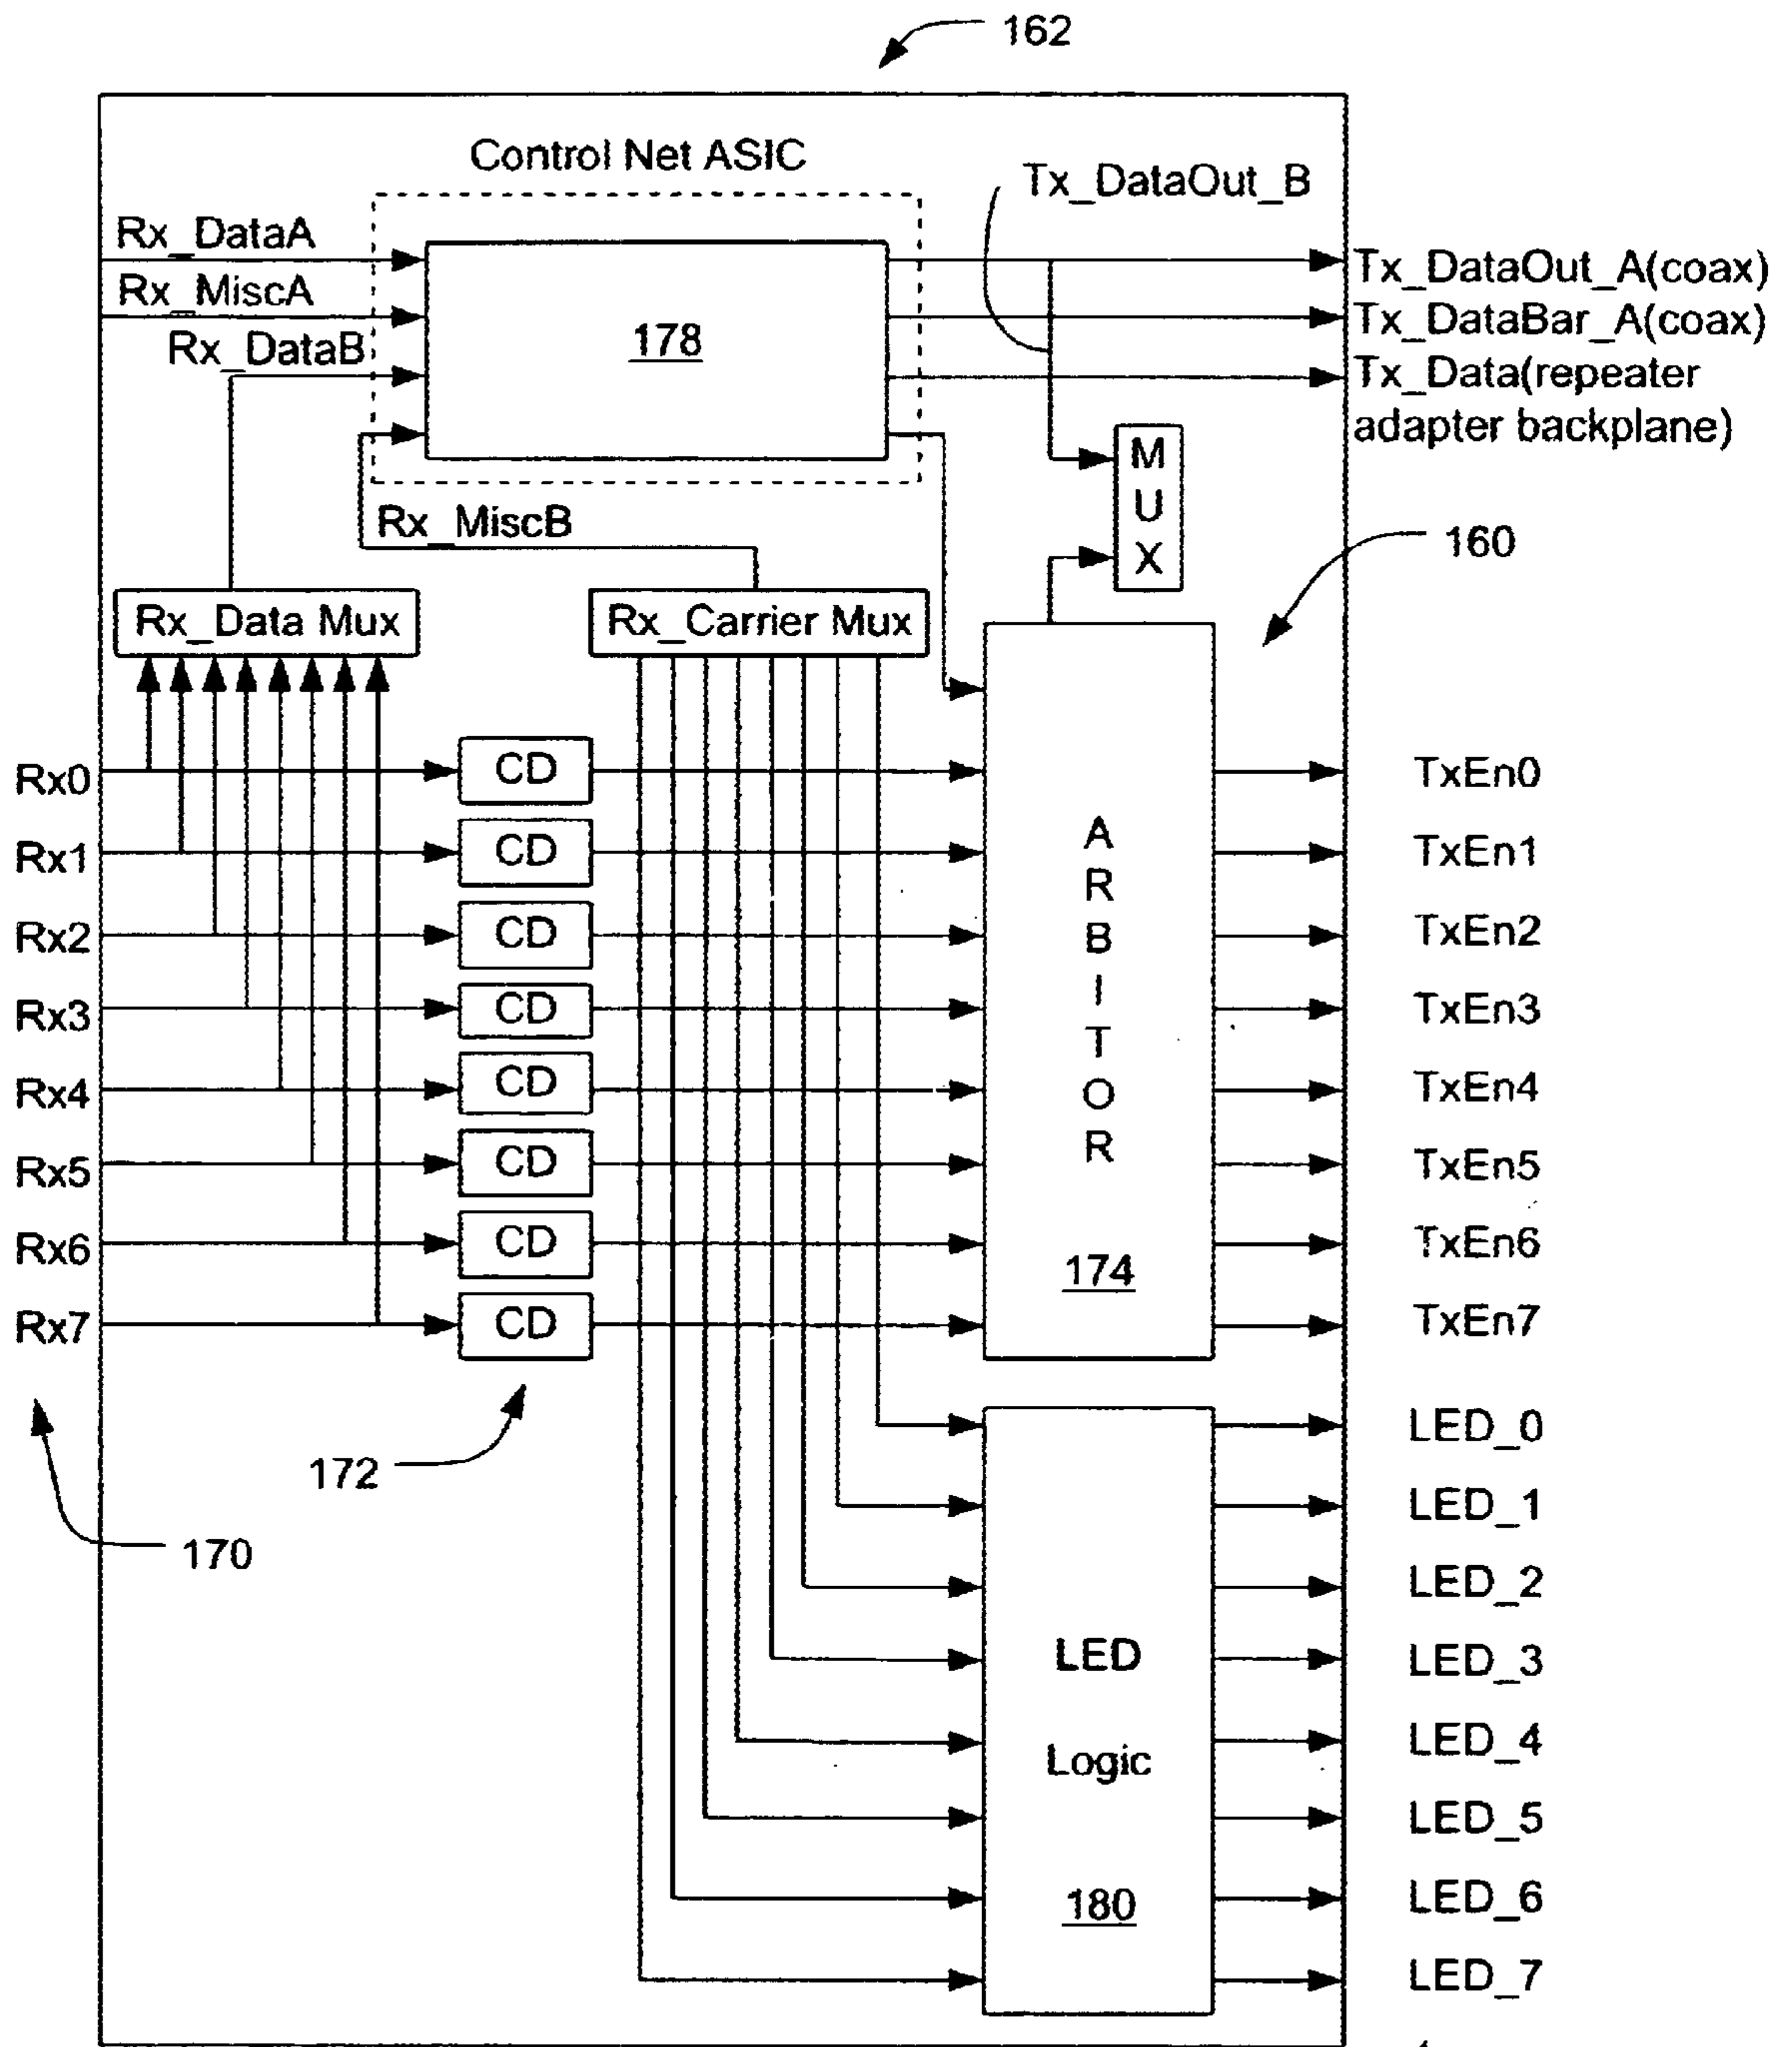 162
Control Net ASIC
Tx_DataOut_B
Rx_DataA
Rx_MiscA
Rx_DataB
178
Tx_DataOut_A(coax)
Tx_DataBar_A(coax)
Tx_Data(repeater
adapter backplane)
MUX
Rx_MiscB
160
Rx_Data Mux
Rx_Carrier Mux
Rx0
CD
TxEn0
Rx1
CD
TxEn1
Rx2
CD
TxEn2
Rx3
CD
TxEn3
Rx4
CD
TxEn4
Rx5
CD
TxEn5
Rx6
CD
TxEn6
Rx7
CD
TxEn7
ARBITOR
174
170
172
LED
Logic
180
LED_0
LED_1
LED_2
LED_3
LED_4
LED_5
LED_6
LED_7